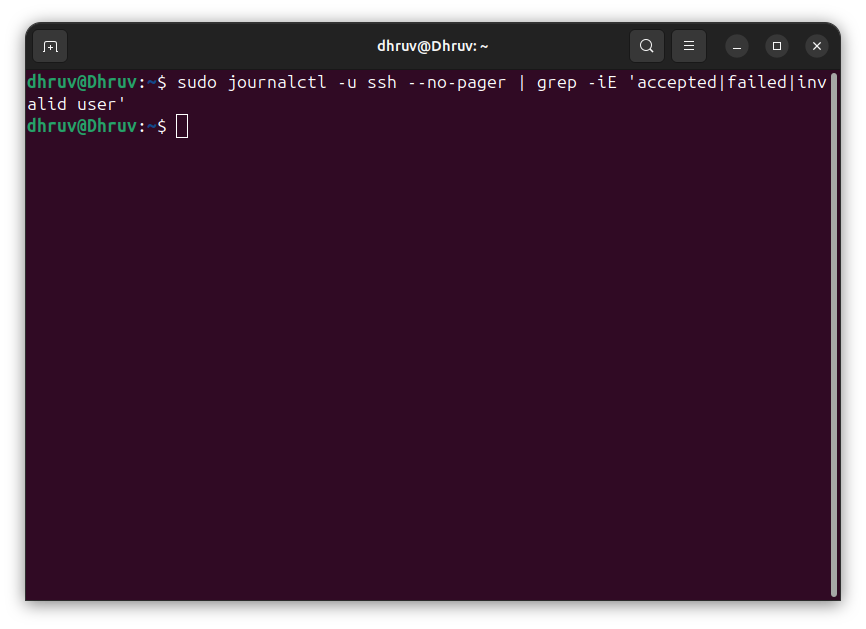 dhruv@Dhruv: ~
dhruv@Dhruv:~$ sudo journalctl -u ssh --no-pager | grep -iE 'accepted|failed|inv
alid user'
dhruv@Dhruv:~$